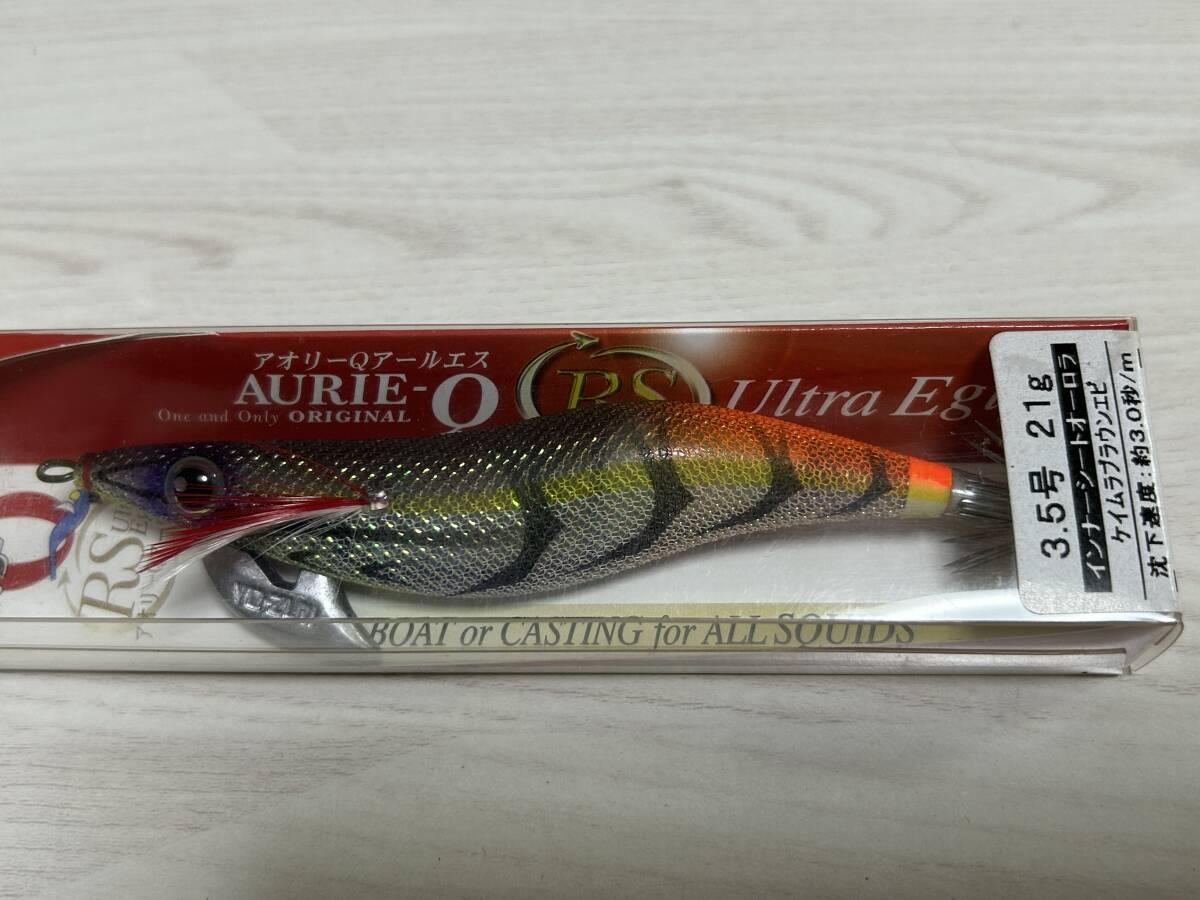 アオリーQアールエス
AURIE-Q
One and Only ORIGINAL
RS
Ultra Egi
RS
BOAT or CASTING for ALL SQUIDS
3.5号 21g
インナーシートオーロラ
ケイムラブラウンエビ
沈下速度:約3.0秒/m